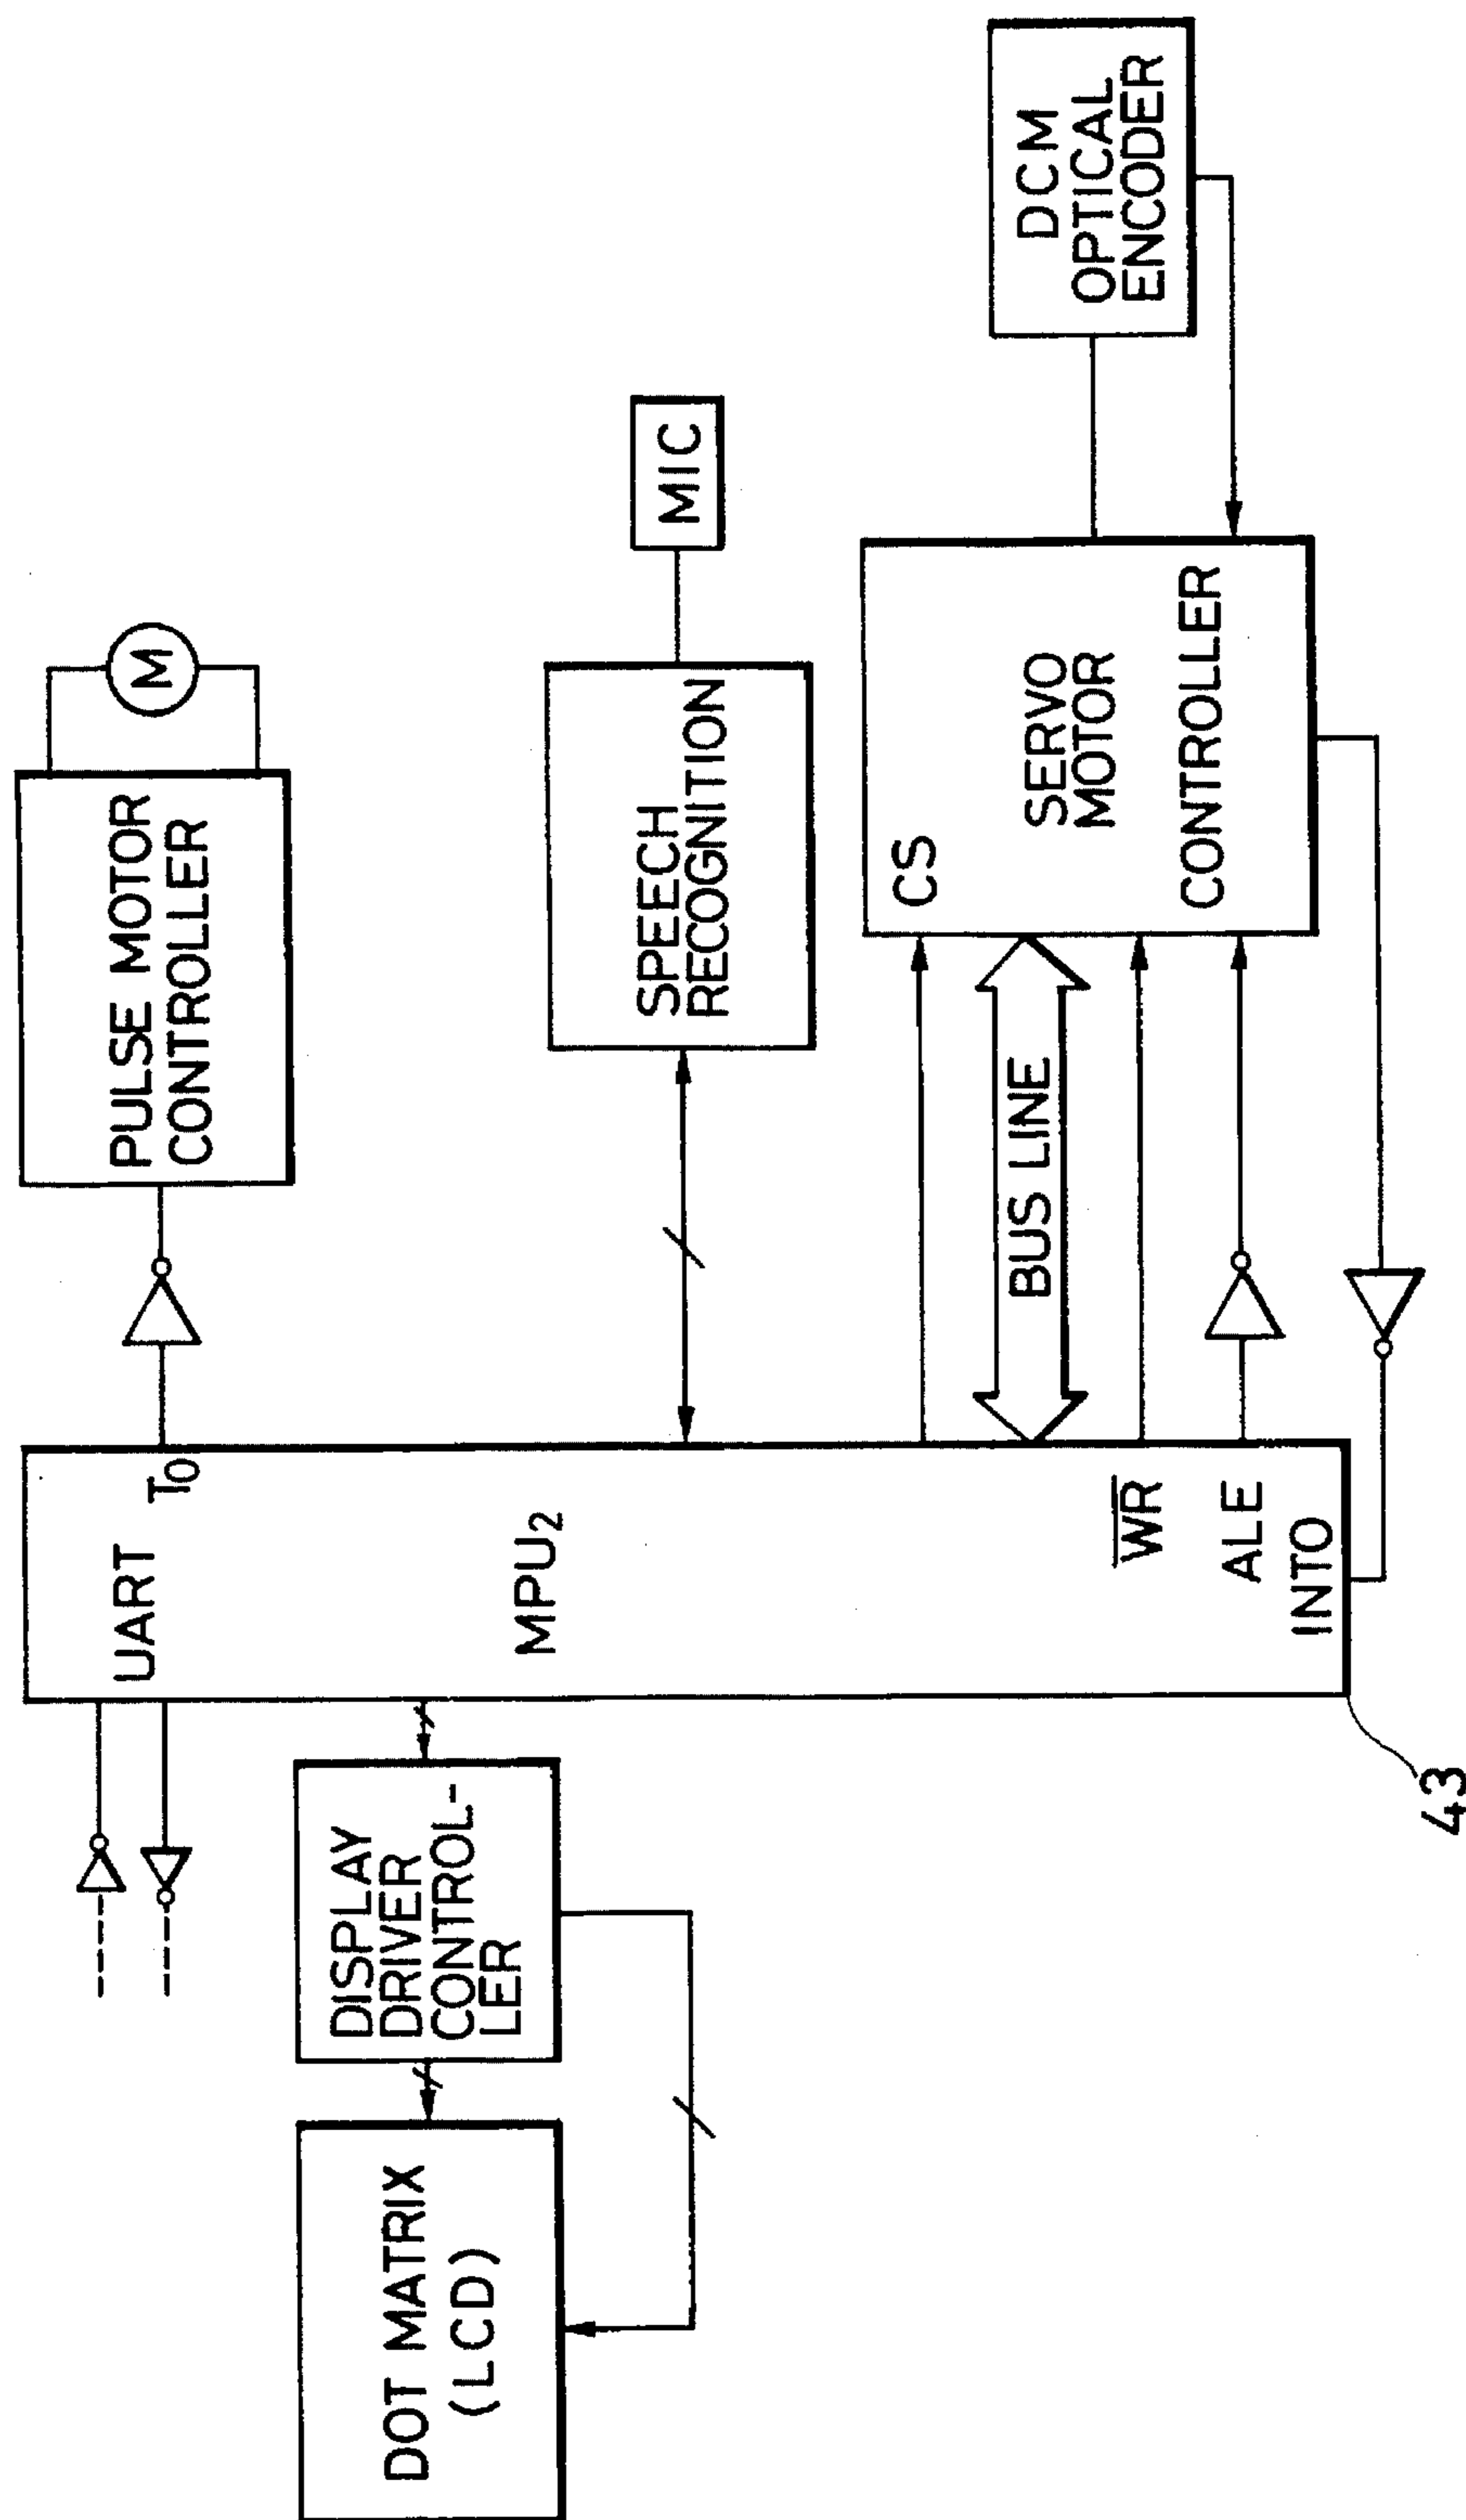 UART
T0
MPU2
WR
ALE
INTO
43
PULSE MOTOR
CONTROLLER
M
SPEECH
RECOGNITION
MIC
CS
SERVO
MOTOR
CONTROLLER
BUS LINE
DCM
OPTICAL
ENCODER
DISPLAY
DRIVER
CONTROL-
LER
DOT MATRIX
(LCD)